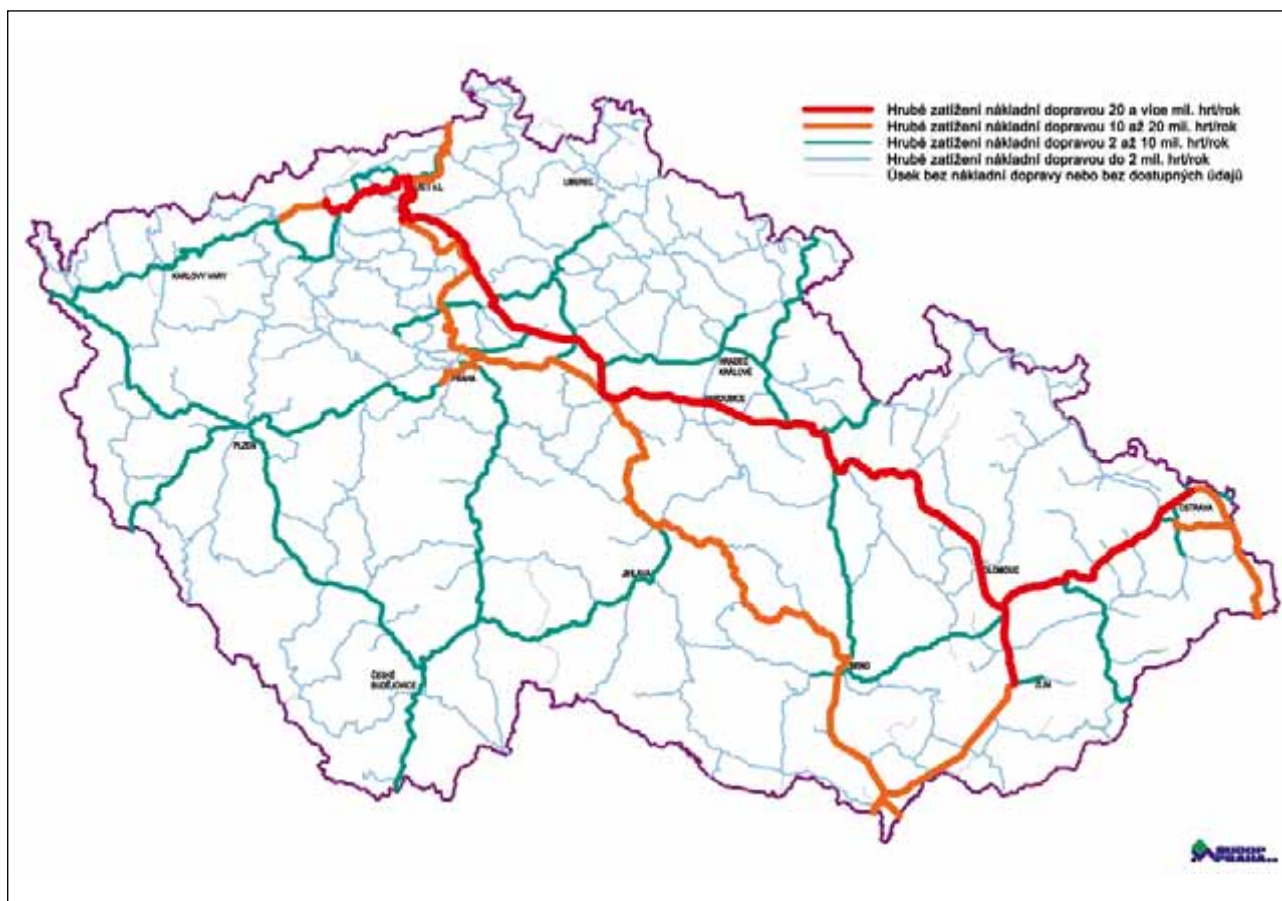 Hrubé zatížení nákladní dopravou 20 a více mil. hrt/rok
Hrubé zatížení nákladní dopravou 10 až 20 mil. hrt/rok
Hrubé zatížení nákladní dopravou 2 až 10 mil. hrt/rok
Hrubé zatížení nákladní dopravou do 2 mil. hrt/rok
Úsek bez nákladní dopravy nebo bez dostupných údajů
LIBEREC
KARLOVY VARY
HRADEC
KRÁLOVÉ
PRAHA
PLZEŇ
OSTRAVA
OLOMOUC
JIHLAVA
BRNO
ZLÍN
ČESKÉ
BUDĚJOVICE
SUDOP
PRAHA a.s.